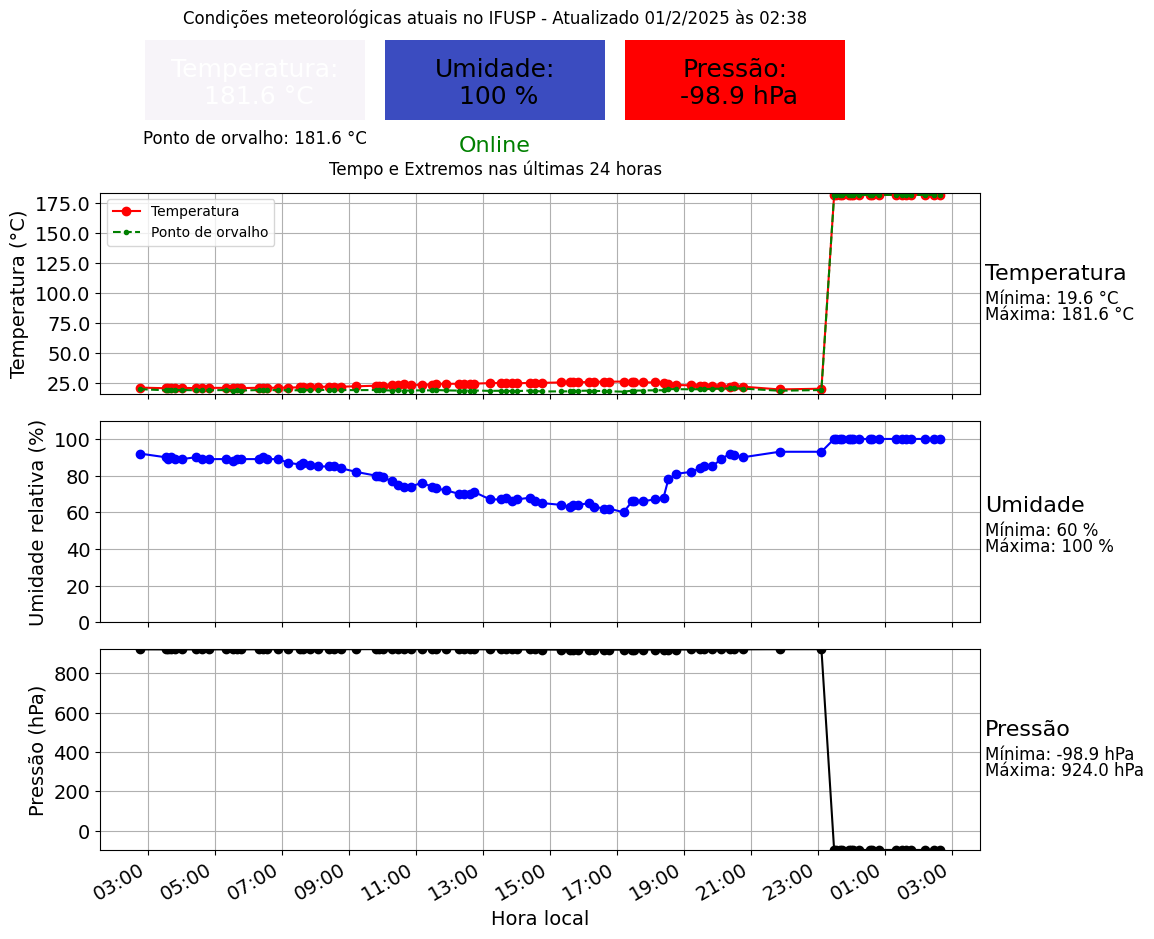 Condições meteorológicas atuais no IFUSP - Atualizado 01/2/2025 às 02:38
Temperatura:
181.6 °C
Umidade:
100 %
Pressão:
-98.9 hPa
Ponto de orvalho: 181.6 °C
Online
Tempo e Extremos nas últimas 24 horas
Temperatura (°C)
175.0
150.0
125.0
100.0
75.0
50.0
25.0
Temperatura
Ponto de orvalho
Temperatura
Mínima: 19.6 °C
Máxima: 181.6 °C
Umidade relativa (%)
100
80
60
40
20
0
Umidade
Mínima: 60 %
Máxima: 100 %
Pressão (hPa)
800
600
400
200
0
Pressão
Mínima: -98.9 hPa
Máxima: 924.0 hPa
03:00
05:00
07:00
09:00
11:00
13:00
15:00
17:00
19:00
21:00
23:00
01:00
03:00
Hora local